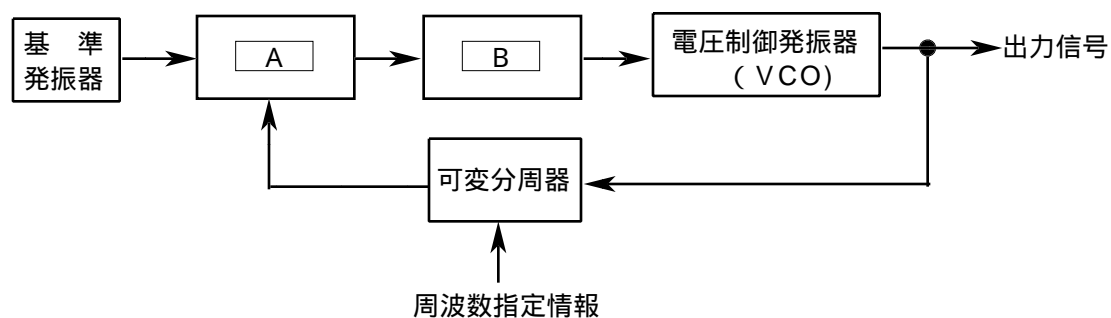 基 準
発振器
A
B
電圧制御発振器
(VCO)
出力信号
可変分周器
周波数指定情報